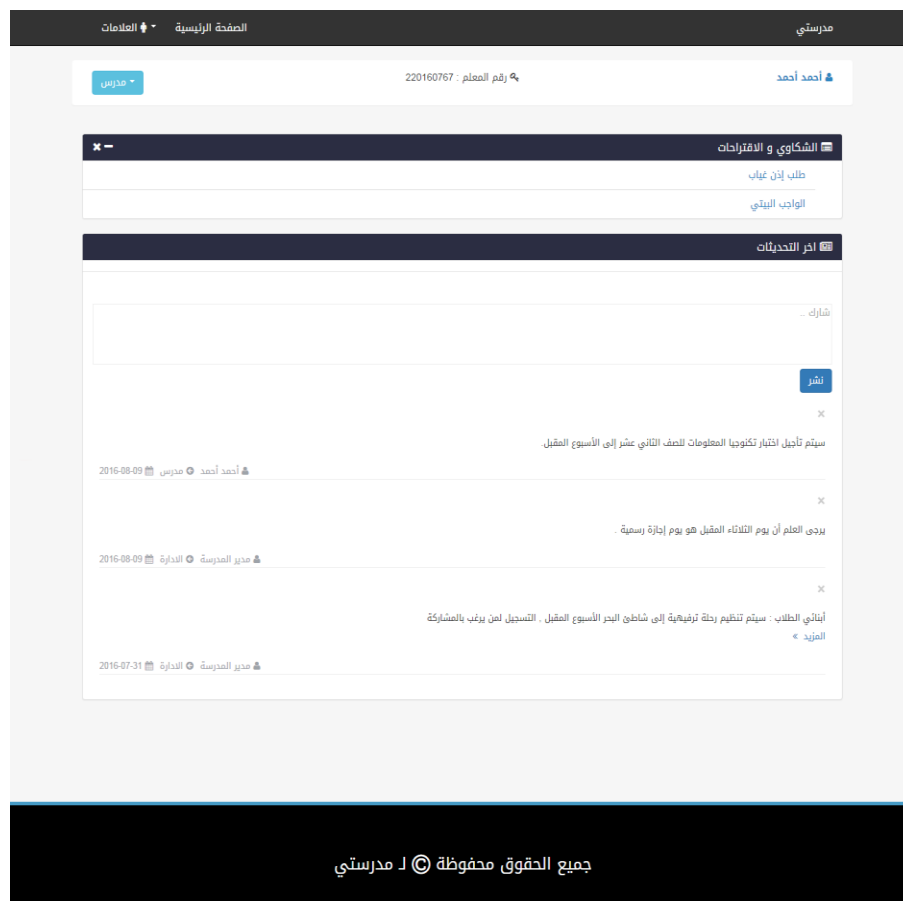 مدرستي الصفحة الرئيسية العلامات
أحمد أحمد رقم المعلم : 220160767 مدرس
الشكاوي و الاقتراحات
طلب إذن غياب
الواجب البيتي
اخر التحديثات
شارك ..
نشر
سيتم تأجيل اختبار تكنوجيا المعلومات للصف الثاني عشر إلى الأسبوع المقبل.
أحمد أحمد مدرس 2016-08-09
يرجى العلم أن يوم الثلاثاء المقبل هو يوم إجازة رسمية .
مدير المدرسة الادارة 2016-08-09
أبنائي الطلاب : سيتم تنظيم رحلة ترفيهية إلى شاطئ البحر الأسبوع المقبل , التسجيل لمن يرغب بالمشاركة
المزيد »
مدير المدرسة الادارة 2016-07-31
جميع الحقوق محفوظة © لـ مدرستي